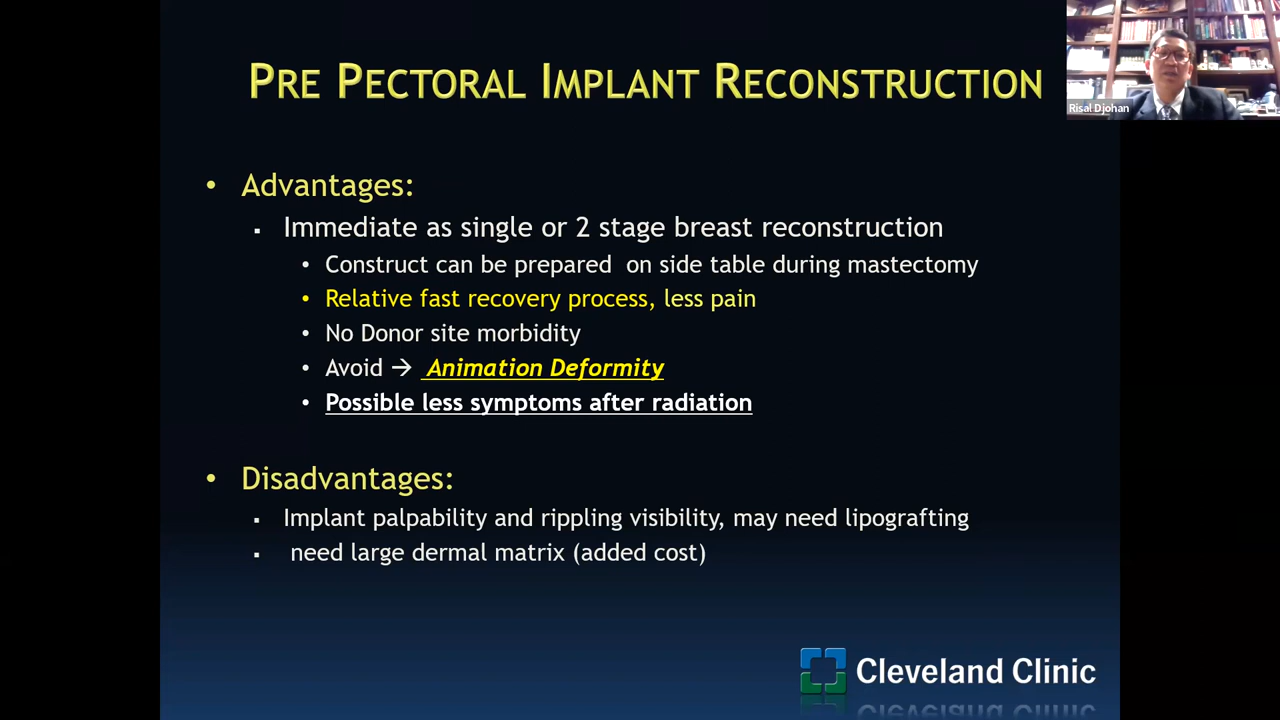 PRE PECTORAL IMPLANT RECONSTRUCTION
Risal Djohan
• Advantages:
▪ Immediate as single or 2 stage breast reconstruction
• Construct can be prepared on side table during mastectomy
• Relative fast recovery process, less pain
• No Donor site morbidity
• Avoid → Animation Deformity
• Possible less symptoms after radiation
• Disadvantages:
▪ Implant palpability and rippling visibility, may need lipografting
▪ need large dermal matrix (added cost)
Cleveland Clinic